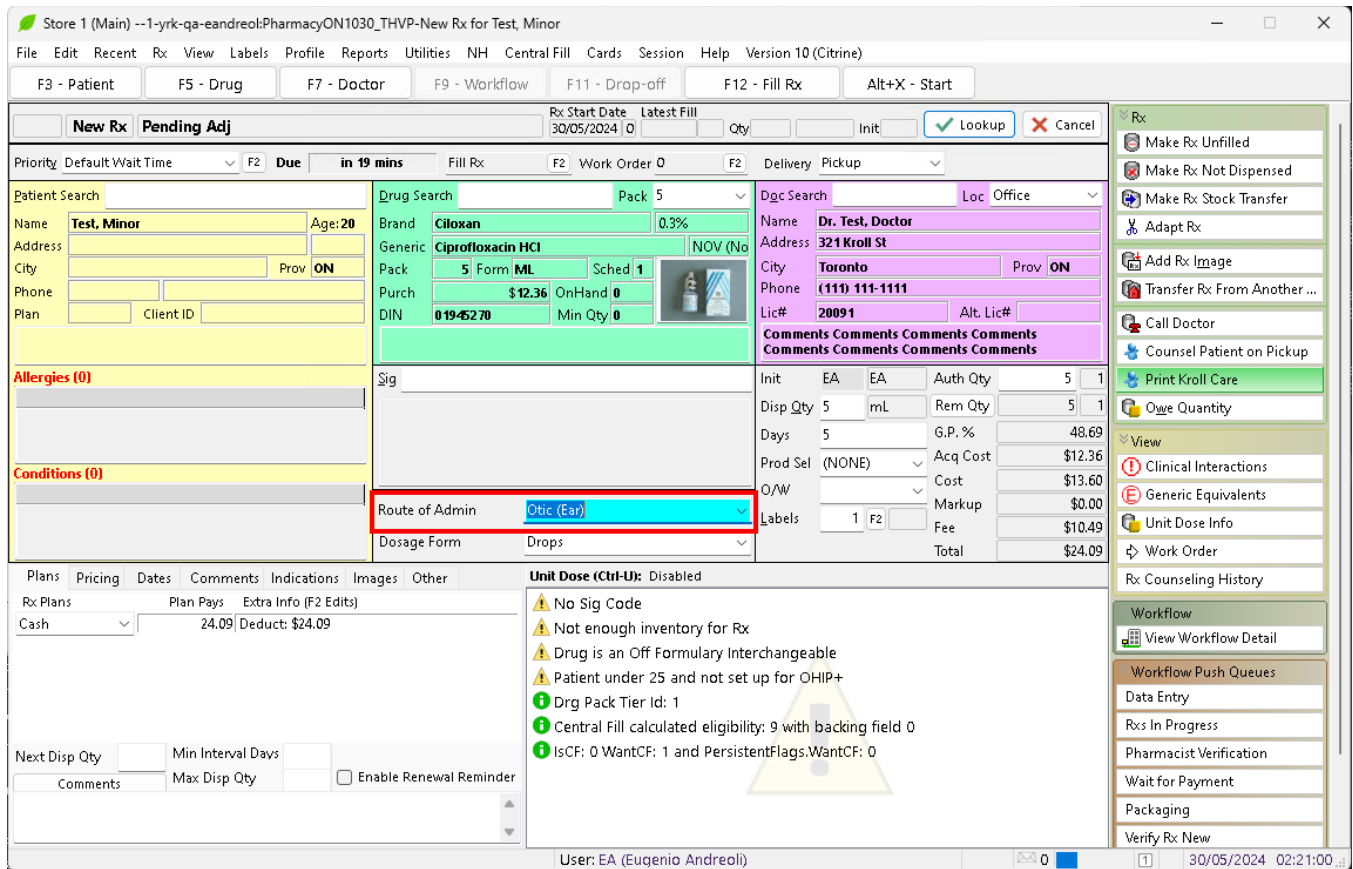 Store 1 (Main) --1-yrk-qa-eandreol:PharmacyON1030_THVP-New Rx for Test, Minor
File Edit Recent Rx View Labels Profile Reports Utilities NH Central Fill Cards Session Help Version 10 (Citrine)
F3 - Patient F5 - Drug F7 - Doctor F9 - Workflow F11 - Drop-off F12 - Fill Rx Alt+X - Start
New Rx Pending Adj Rx Start Date 30/05/2024 0 Latest Fill Qty Init Lookup Cancel
Priority Default Wait Time F2 Due in 19 mins Fill Rx F2 Work Order 0 F2 Delivery Pickup
Patient Search
Name Test, Minor Age: 20
Address
City Prov ON
Phone
Plan Client ID
Allergies (0)
Conditions (0)
Drug Search Pack 5
Brand Ciloxan 0.3%
Generic Ciprofloxacin HCl NOV (No
Pack 5 Form ML Sched 1
Purch $12.36 OnHand 0
DIN 01945270 Min Qty 0
Sig
Route of Admin Otic (Ear)
Dosage Form Drops
Doc Search Loc Office
Name Dr. Test, Doctor
Address 321 Kroll St
City Toronto Prov ON
Phone (111) 111-1111
Lic# 20091 Alt. Lic#
Comments Comments Comments Comments
Comments Comments Comments Comments
Init EA EA Auth Qty 5 1
Disp Qty 5 mL Rem Qty 5 1
Days 5 G.P. % 48.69
Prod Sel (NONE) Acq Cost $12.36
O/W Cost $13.60
Markup $0.00
Labels 1 F2 Fee $10.49
Total $24.09
Plans Pricing Dates Comments Indications Images Other
Rx Plans Plan Pays Extra Info (F2 Edits)
Cash 24.09 Deduct: $24.09
Next Disp Qty Min Interval Days
Comments Max Disp Qty Enable Renewal Reminder
Unit Dose (Ctrl-U): Disabled
No Sig Code
Not enough inventory for Rx
Drug is an Off Formulary Interchangeable
Patient under 25 and not set up for OHIP+
Drg Pack Tier Id: 1
Central Fill calculated eligibility: 9 with backing field 0
IsCF: 0 WantCF: 1 and PersistentFlags.WantCF: 0
Rx
Make Rx Unfilled
Make Rx Not Dispensed
Make Rx Stock Transfer
Adapt Rx
Add Rx Image
Transfer Rx From Another ...
Call Doctor
Counsel Patient on Pickup
Print Kroll Care
Owe Quantity
View
Clinical Interactions
Generic Equivalents
Unit Dose Info
Work Order
Rx Counseling History
Workflow
View Workflow Detail
Workflow Push Queues
Data Entry
Rxs In Progress
Pharmacist Verification
Wait for Payment
Packaging
Verify Rx New
User: EA (Eugenio Andreoli) 0 1 30/05/2024 02:21:00